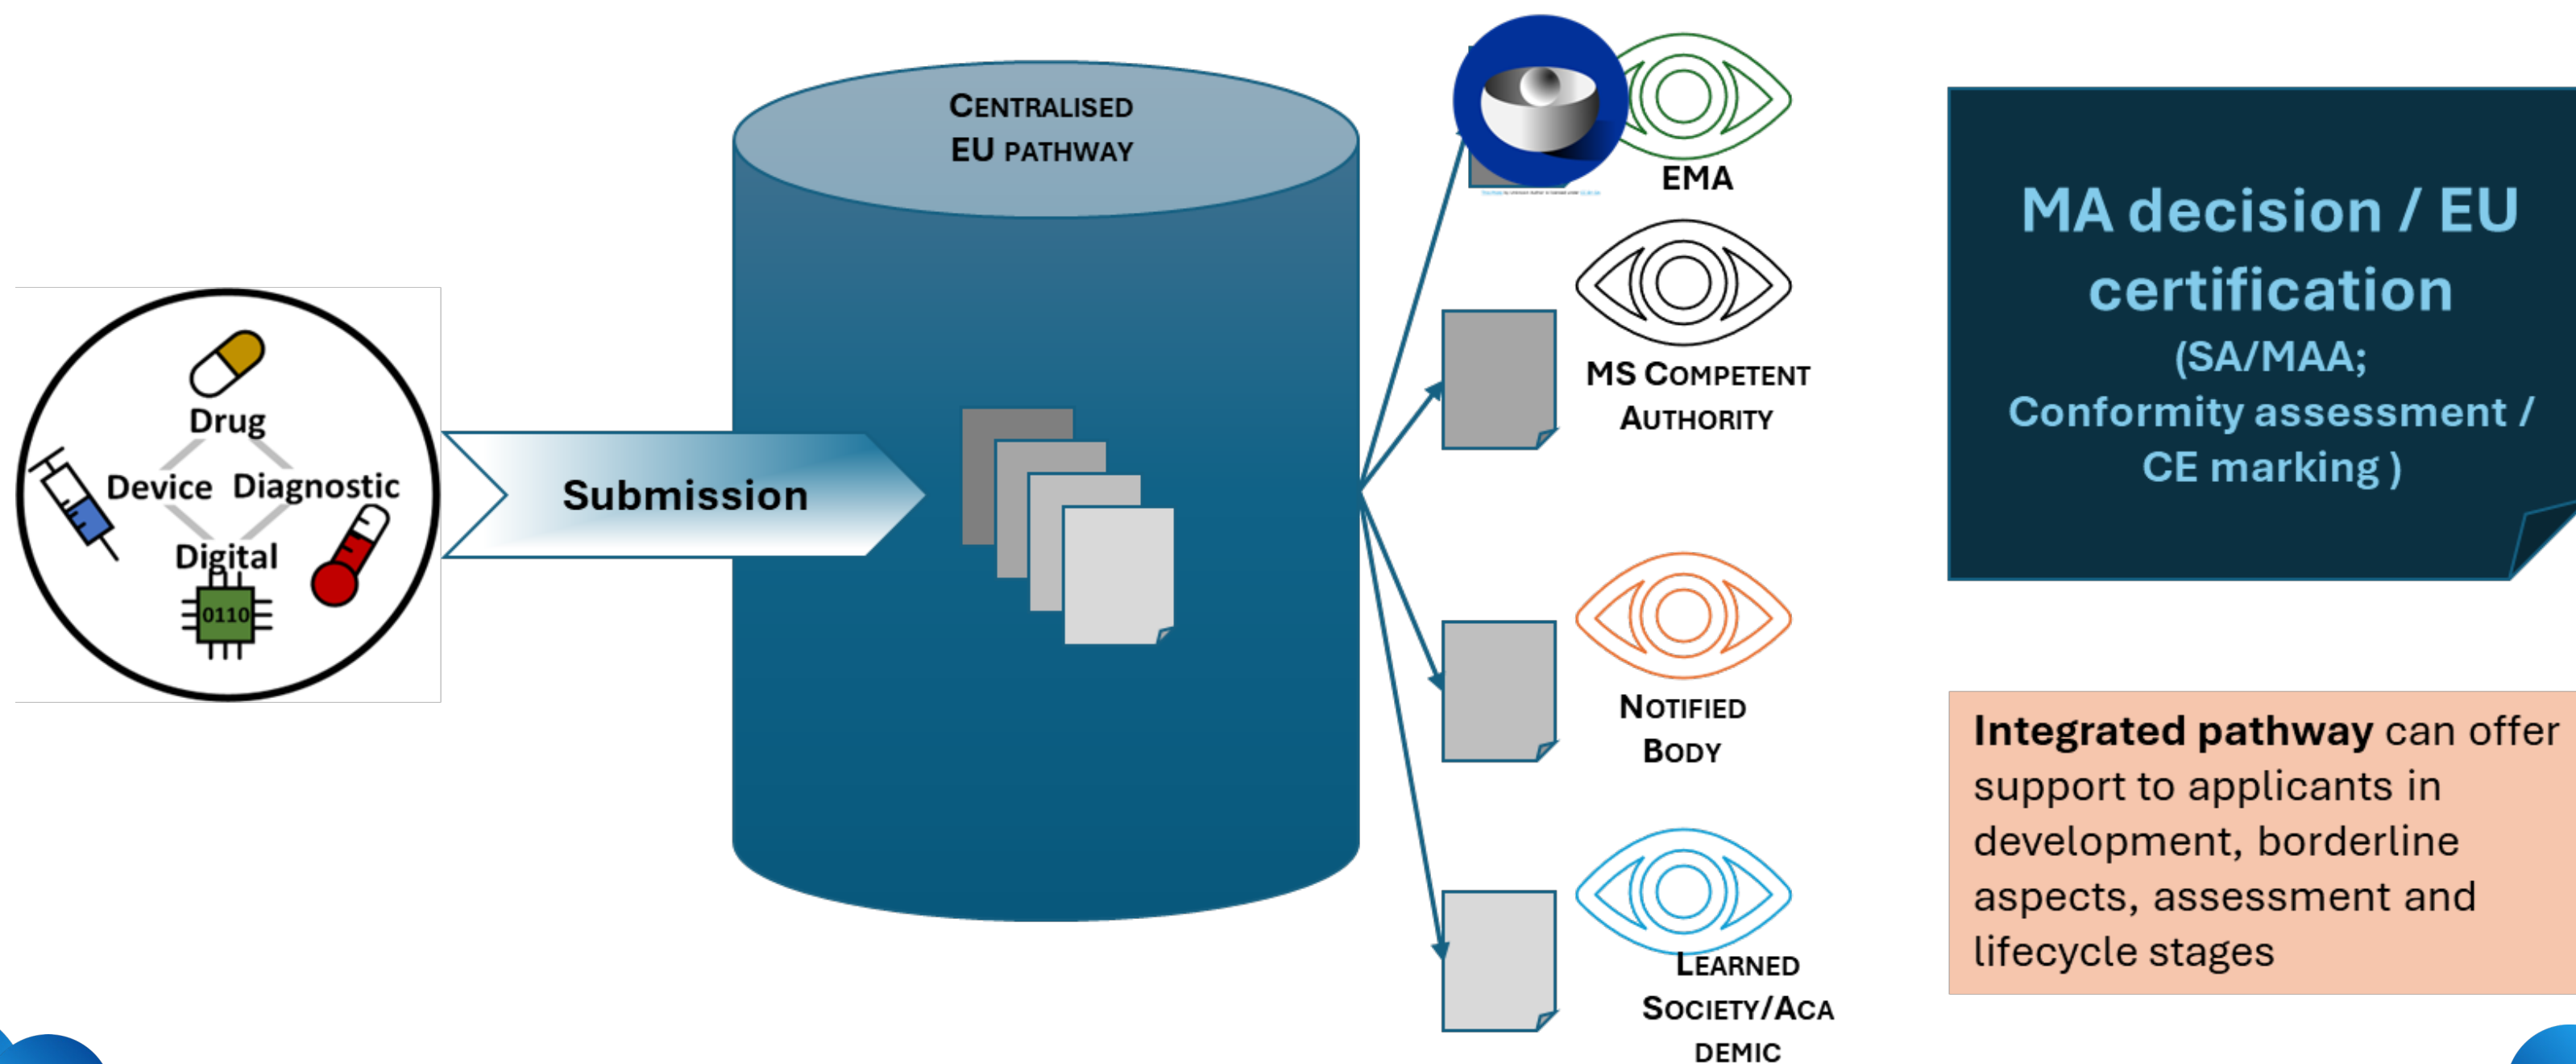 Drug
Device Diagnostic
Digital
0110
Submission
CENTRALISED
EU PATHWAY
EMA
MS COMPETENT
AUTHORITY
NOTIFIED
BODY
LEARNED
SOCIETY/ACA
DEMIC
MA decision / EU
certification
(SA/MAA;
Conformity assessment /
CE marking )
Integrated pathway can offer
support to applicants in
development, borderline
aspects, assessment and
lifecycle stages